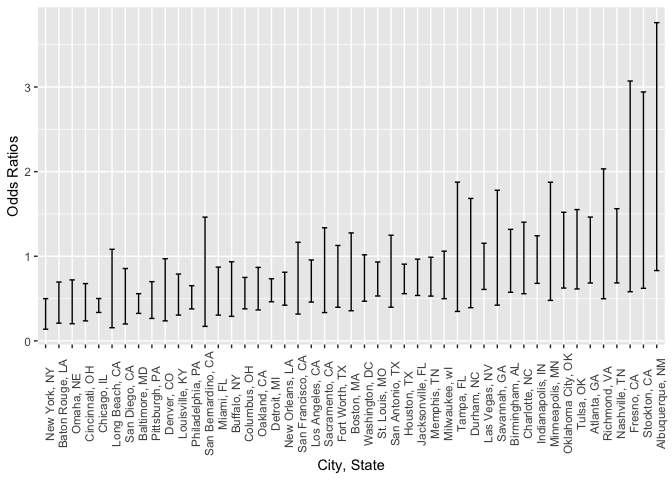 Odds Ratios
3
2
1
0
New York, NY
Baton Rouge, LA
Omaha, NE
Cincinnati, OH
Chicago, IL
Long Beach, CA
San Diego, CA
Baltimore, MD
Pittsburgh, PA
Denver, CO
Louisville, KY
Philadelphia, PA
San Bernardino, CA
Miami, FL
Buffalo, NY
Columbus, OH
Oakland, CA
Detroit, MI
New Orleans, LA
San Francisco, CA
Los Angeles, CA
Sacramento, CA
Fort Worth, TX
Boston, MA
Washington, DC
St. Louis, MO
San Antonio, TX
Houston, TX
Jacksonville, FL
Memphis, TN
Milwaukee, wI
Tampa, FL
Durham, NC
Las Vegas, NV
Savannah, GA
Birmingham, AL
Charlotte, NC
Indianapolis, IN
Minneapolis, MN
Oklahoma City, OK
Tulsa, OK
Atlanta, GA
Richmond, VA
Nashville, TN
Fresno, CA
Stockton, CA
Albuquerque, NM
City, State